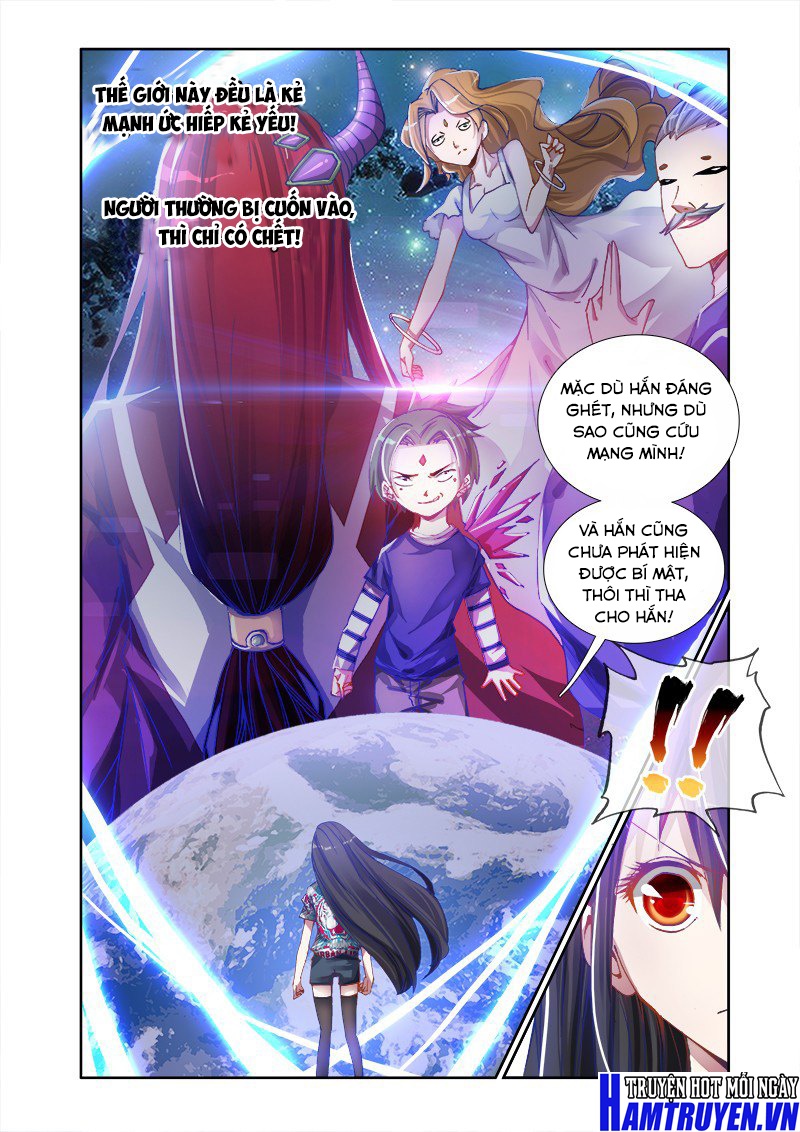 THẾ GIỚI NÀY ĐỀU LÀ KẺ
MẠNH ỨC HIẾP KẺ YẾU!
NGƯỜI THƯỜNG BỊ CUỐN VÀO,
THÌ CHỈ CÓ CHẾT!
MẶC DÙ HẮN ĐÁNG
GHÉT, NHƯNG DÙ
SAO CŨNG CỨU
MẠNG MÌNH!
VÀ HẮN CŨNG
CHƯA PHÁT HIỆN
ĐƯỢC BÍ MẬT,
THÔI THÌ THA
CHO HẮN!
!!
TRUYỆN HOT MỖI NGÀY
HAMTRUYEN.VN